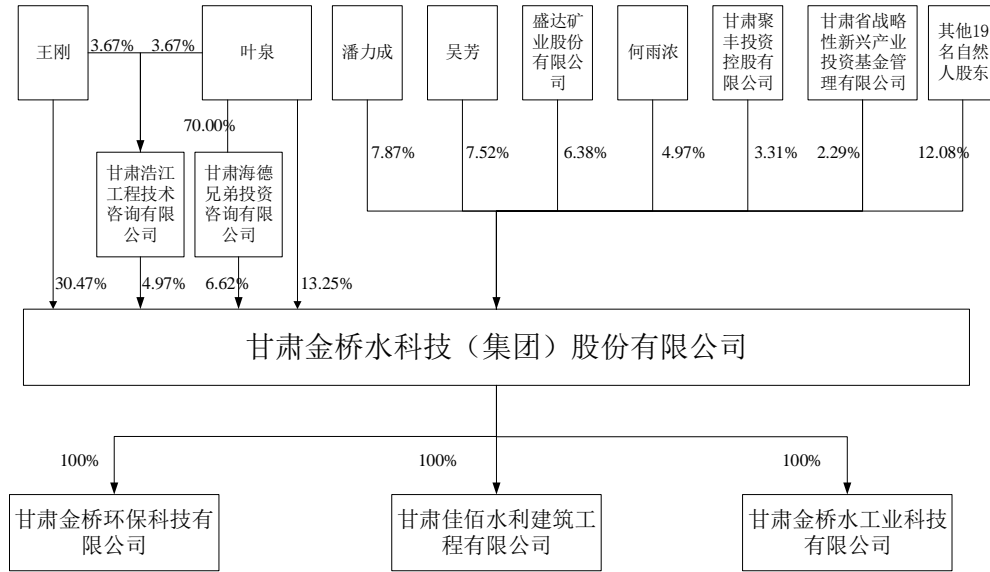 王刚
3.67%
3.67%
叶泉
潘力成
吴芳
盛达矿
业股份
有限公
司
何雨浓
甘肃聚
丰投资
控股有
限公司
甘肃省战略
性新兴产业
投资基金管
理有限公司
其他19
名自然
人股东
70.00%
7.87%
7.52%
6.38%
4.97%
3.31%
2.29%
12.08%
甘肃浩江
工程技术
咨询有限
公司
甘肃海德
兄弟投资
咨询有限
公司
30.47%
4.97%
6.62%
13.25%
甘肃金桥水科技（集团）股份有限公司
100%
100%
100%
甘肃金桥环保科技有
限公司
甘肃佳佰水利建筑工
程有限公司
甘肃金桥水工业科技
有限公司